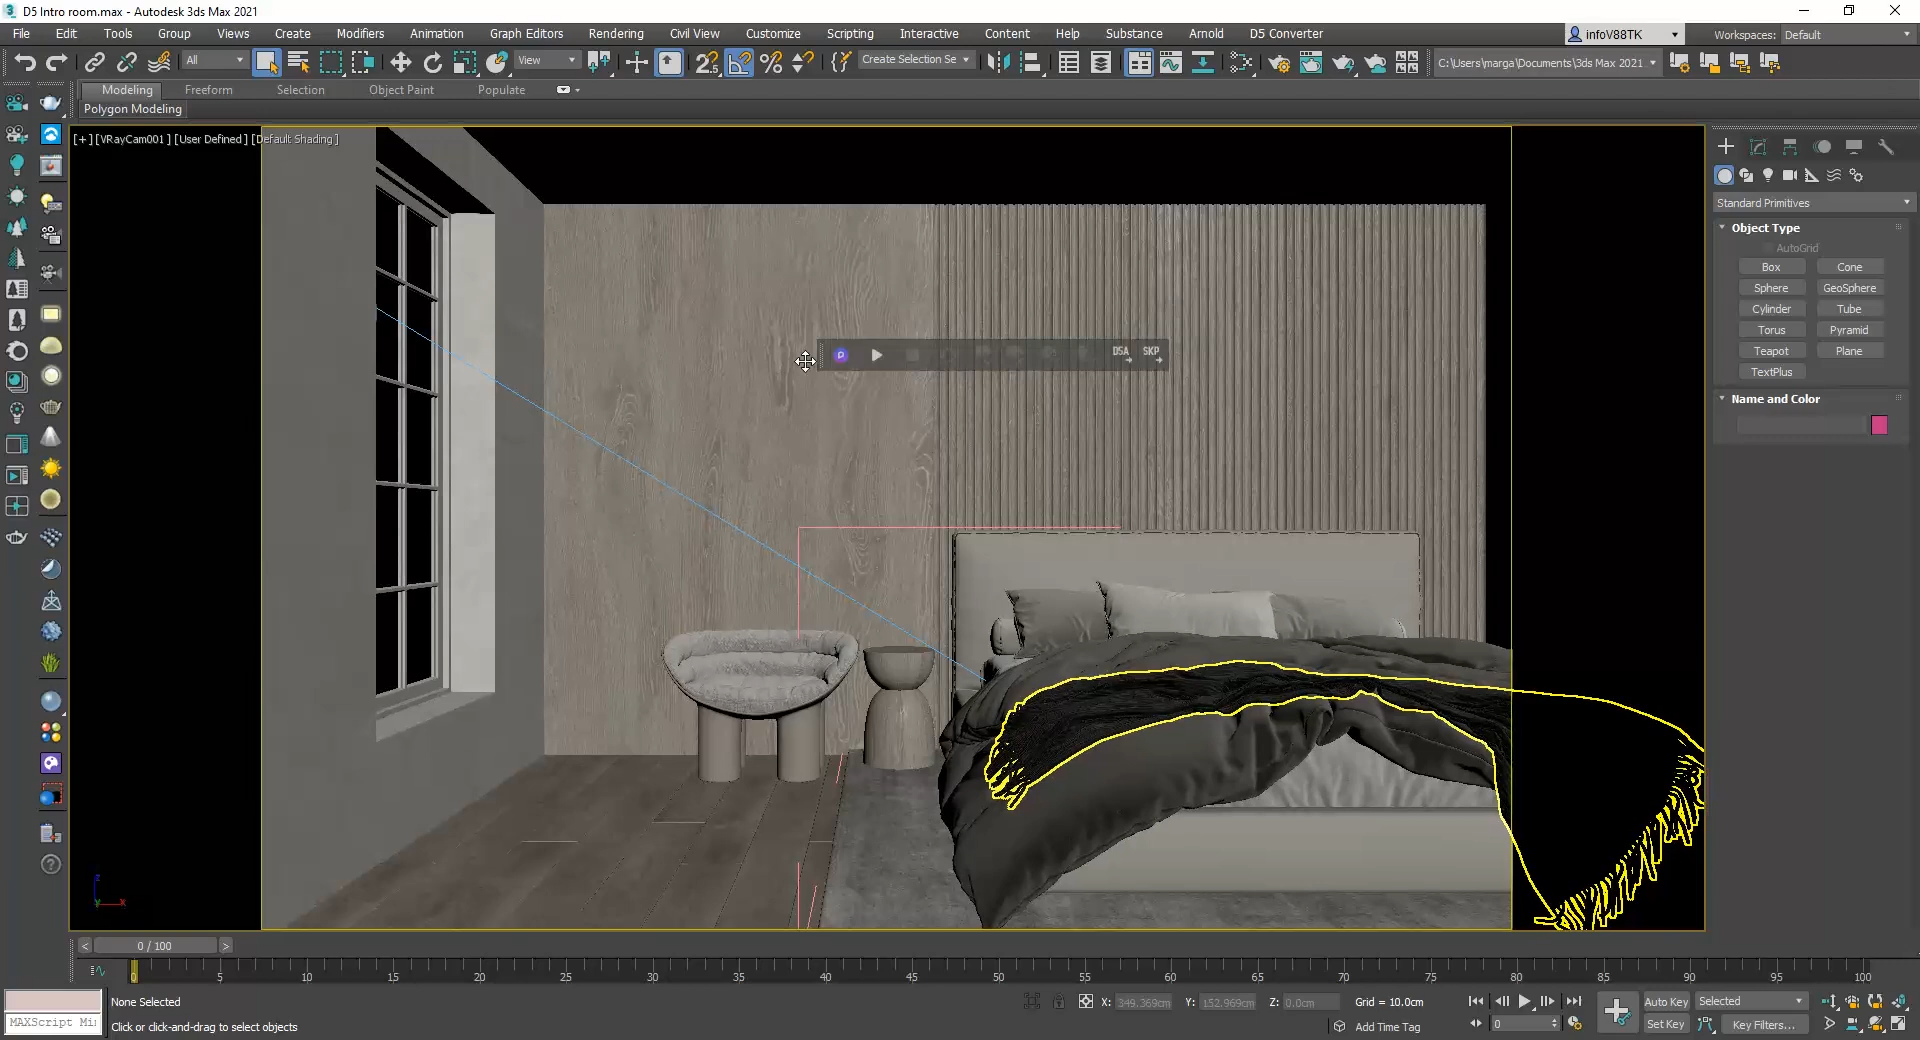 D5 Intro room.max - Autodesk 3ds Max 2021
File Edit Tools Group Views Create Modifiers Animation Graph Editors Rendering Civil View Customize Scripting Interactive Content Help Substance Arnold D5 Converter
infoV88TK Workspaces: Default
All View Create Selection Se C:\Users\marga\Documents\3ds Max 2021
Modeling Freeform Selection Object Paint Populate
Polygon Modeling
[+] [VRayCam001] [User Defined] [Default Shading]
DSA SKP
Standard Primitives
Object Type
AutoGrid
Box Cone
Sphere GeoSphere
Cylinder Tube
Torus Pyramid
Teapot Plane
TextPlus
Name and Color
z
x
< 0 / 100 >
0 5 10 15 20 25 30 35 40 45 50 55 60 65 70 75 80 85 90 95 100
None Selected X: 349.369cm Y: 152.969cm Z: 0.0cm Grid = 10.0cm Auto Key Selected
MAXScript Mi
Click or click-and-drag to select objects Add Time Tag 0 Set Key Key Filters...